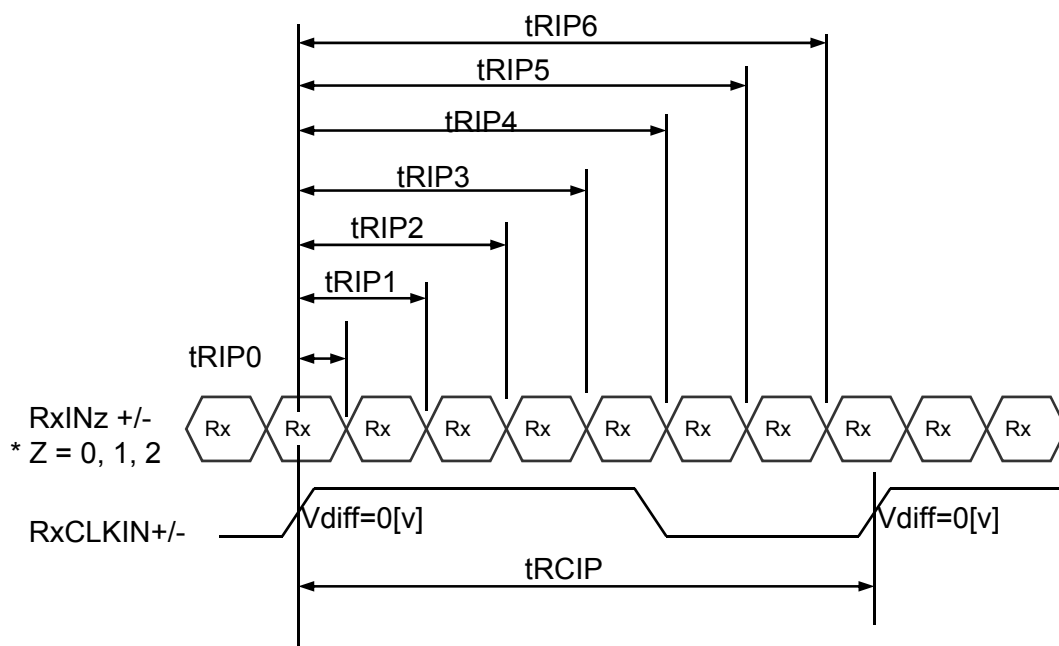 tRIP6
tRIP5
tRIP4
tRIP3
tRIP2
tRIP1
tRIP0
RxINz +/-
* Z = 0, 1, 2
Rx Rx Rx Rx Rx Rx Rx Rx Rx Rx Rx
RxCLKIN+/-
Vdiff=0[v] Vdiff=0[v]
tRCIP